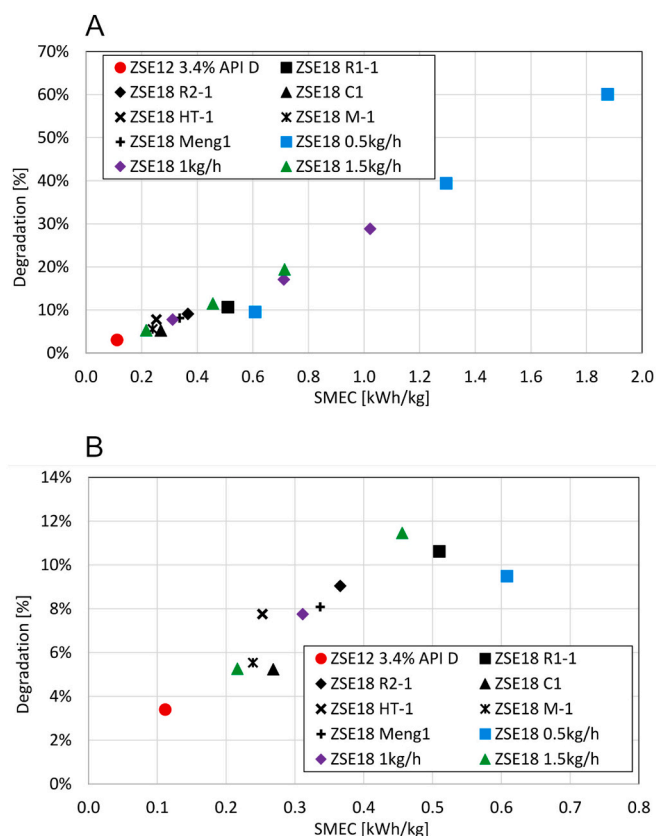 A
70%
60%
50%
40%
30%
20%
10%
0%
Degradation [%]
ZSE12 3.4% API D ZSE18 R1-1
ZSE18 R2-1 ZSE18 C1
ZSE18 HT-1 ZSE18 M-1
ZSE18 Meng1 ZSE18 0.5kg/h
ZSE18 1kg/h ZSE18 1.5kg/h
0.0 0.2 0.4 0.6 0.8 1.0 1.2 1.4 1.6 1.8 2.0
SMEC [kWh/kg]
B
14%
12%
10%
8%
6%
4%
2%
0%
Degradation [%]
ZSE12 3.4% API D ZSE18 R1-1
ZSE18 R2-1 ZSE18 C1
ZSE18 HT-1 ZSE18 M-1
ZSE18 Meng1 ZSE18 0.5kg/h
ZSE18 1kg/h ZSE18 1.5kg/h
0.0 0.1 0.2 0.3 0.4 0.5 0.6 0.7 0.8
SMEC [kWh/kg]